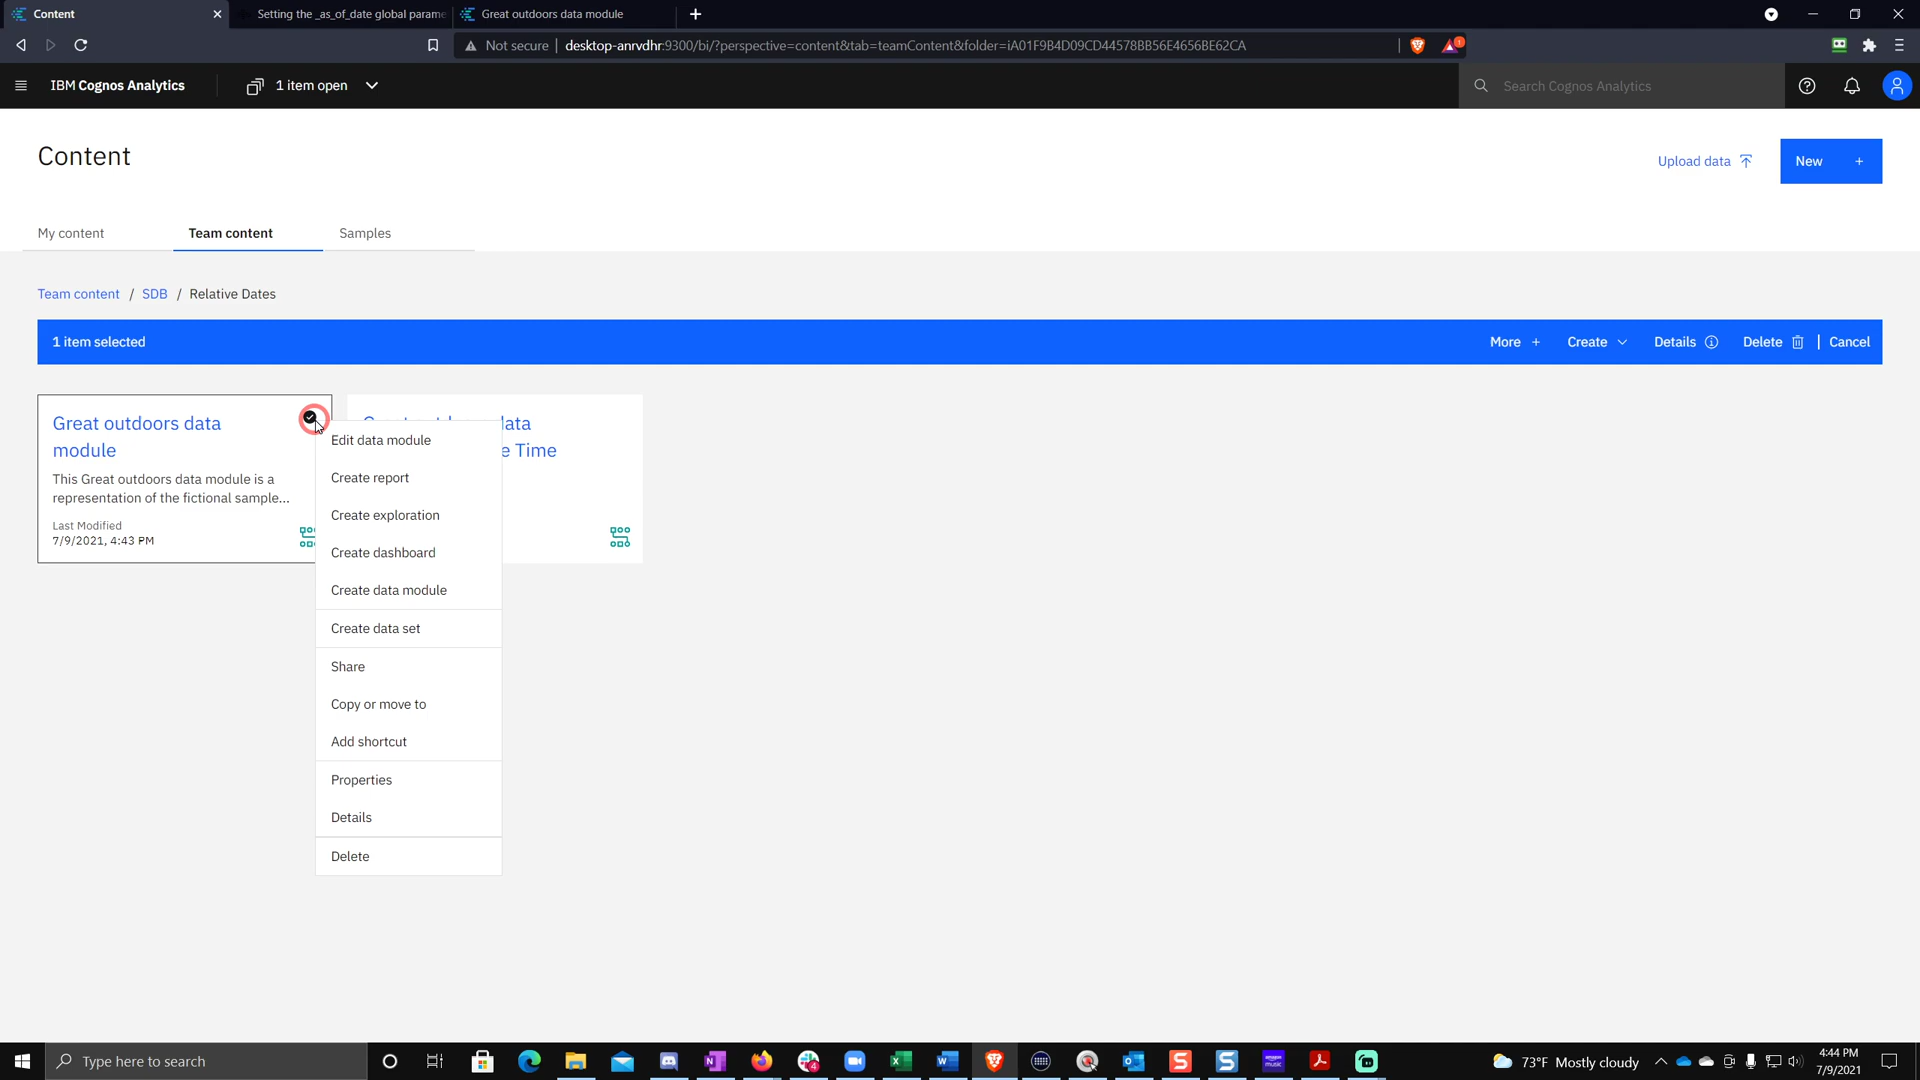 Content
Setting the _as_of_date global parame
Great outdoors data module
Not secure
desktop-anrvdhr:9300/bi/?perspective=content&tab=teamContent&folder=iA01F9B4D09CD44578BB56E4656BE62CA
1
IBM Cognos Analytics
1 item open
Search Cognos Analytics
Content
Upload data
New +
My content
Team content
Samples
Team content / SDB / Relative Dates
1 item selected
More +
Create
Details
Delete
Cancel
Great outdoors data
module
This Great outdoors data module is a
representation of the fictional sample...
Last Modified
7/9/2021, 4:43 PM
e Time
Edit data module
Create report
Create exploration
Create dashboard
Create data module
Create data set
Share
Copy or move to
Add shortcut
Properties
Details
Delete
Type here to search
4
73°F Mostly cloudy
4:44 PM
7/9/2021